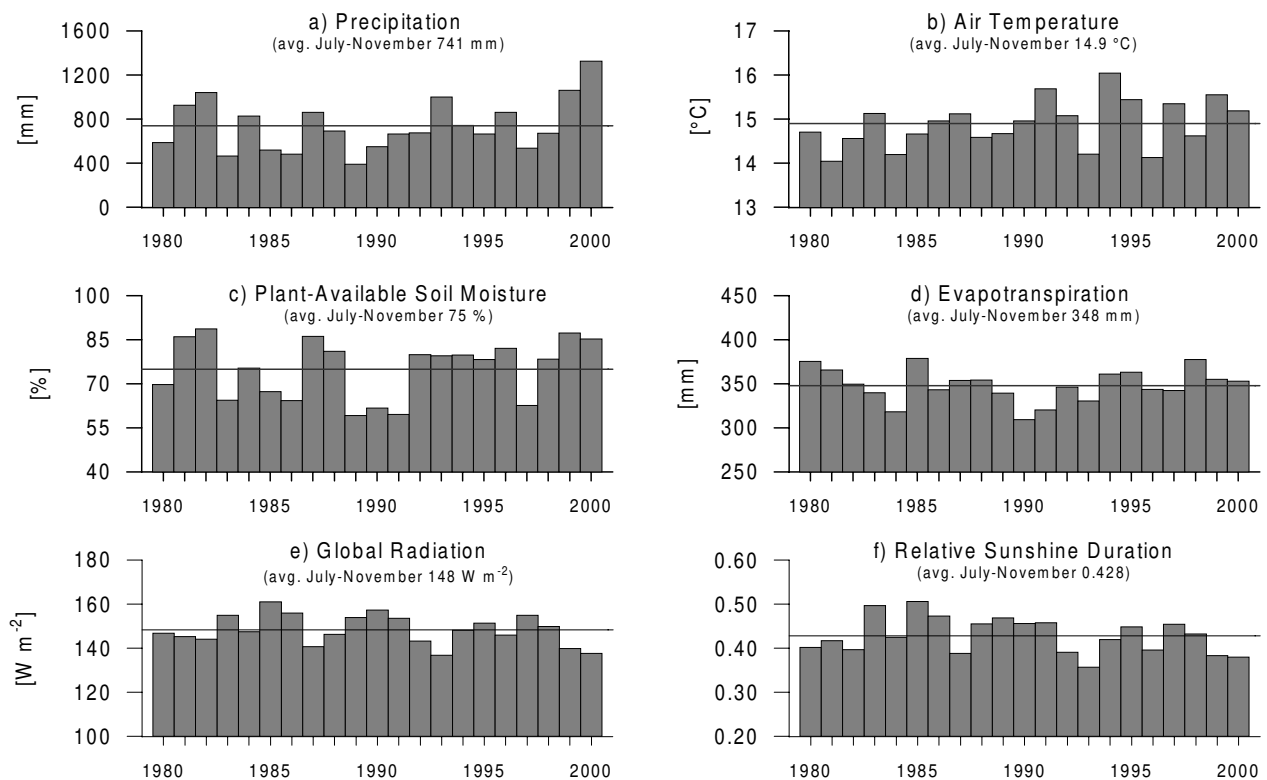 a) Precipitation
(avg. July-November 741 mm)
1600
1200
800
400
0
[mm]
1980 1985 1990 1995 2000
b) Air Temperature
(avg. July-November 14.9 °C)
17
16
15
14
13
[°C]
1980 1985 1990 1995 2000
c) Plant-Available Soil Moisture
(avg. July-November 75 %)
100
85
70
55
40
[%]
1980 1985 1990 1995 2000
d) Evapotranspiration
(avg. July-November 348 mm)
450
400
350
300
250
[mm]
1980 1985 1990 1995 2000
e) Global Radiation
(avg. July-November 148 W m⁻²)
180
160
140
120
100
[W m⁻²]
1980 1985 1990 1995 2000
f) Relative Sunshine Duration
(avg. July-November 0.428)
0.60
0.50
0.40
0.30
0.20
1980 1985 1990 1995 2000